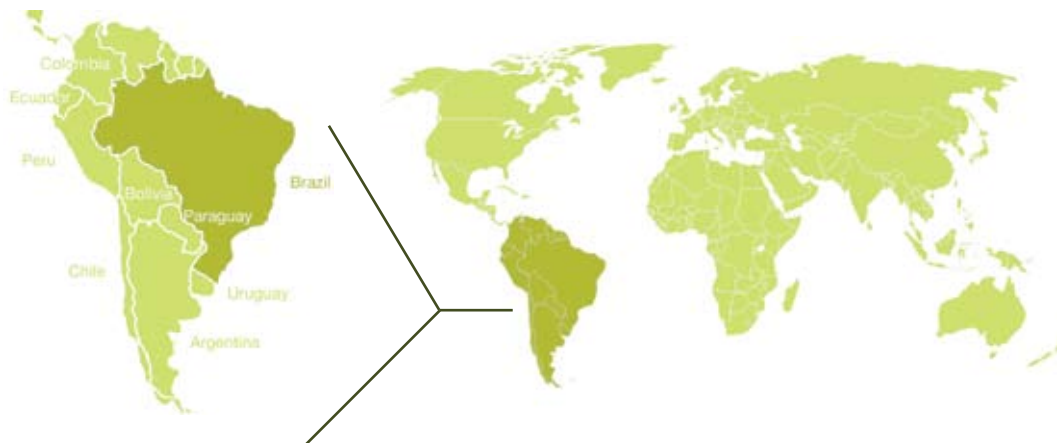 Colombia
Ecuador
Peru
Brazil
Bolivia
Paraguay
Chile
Uruguay
Argentina